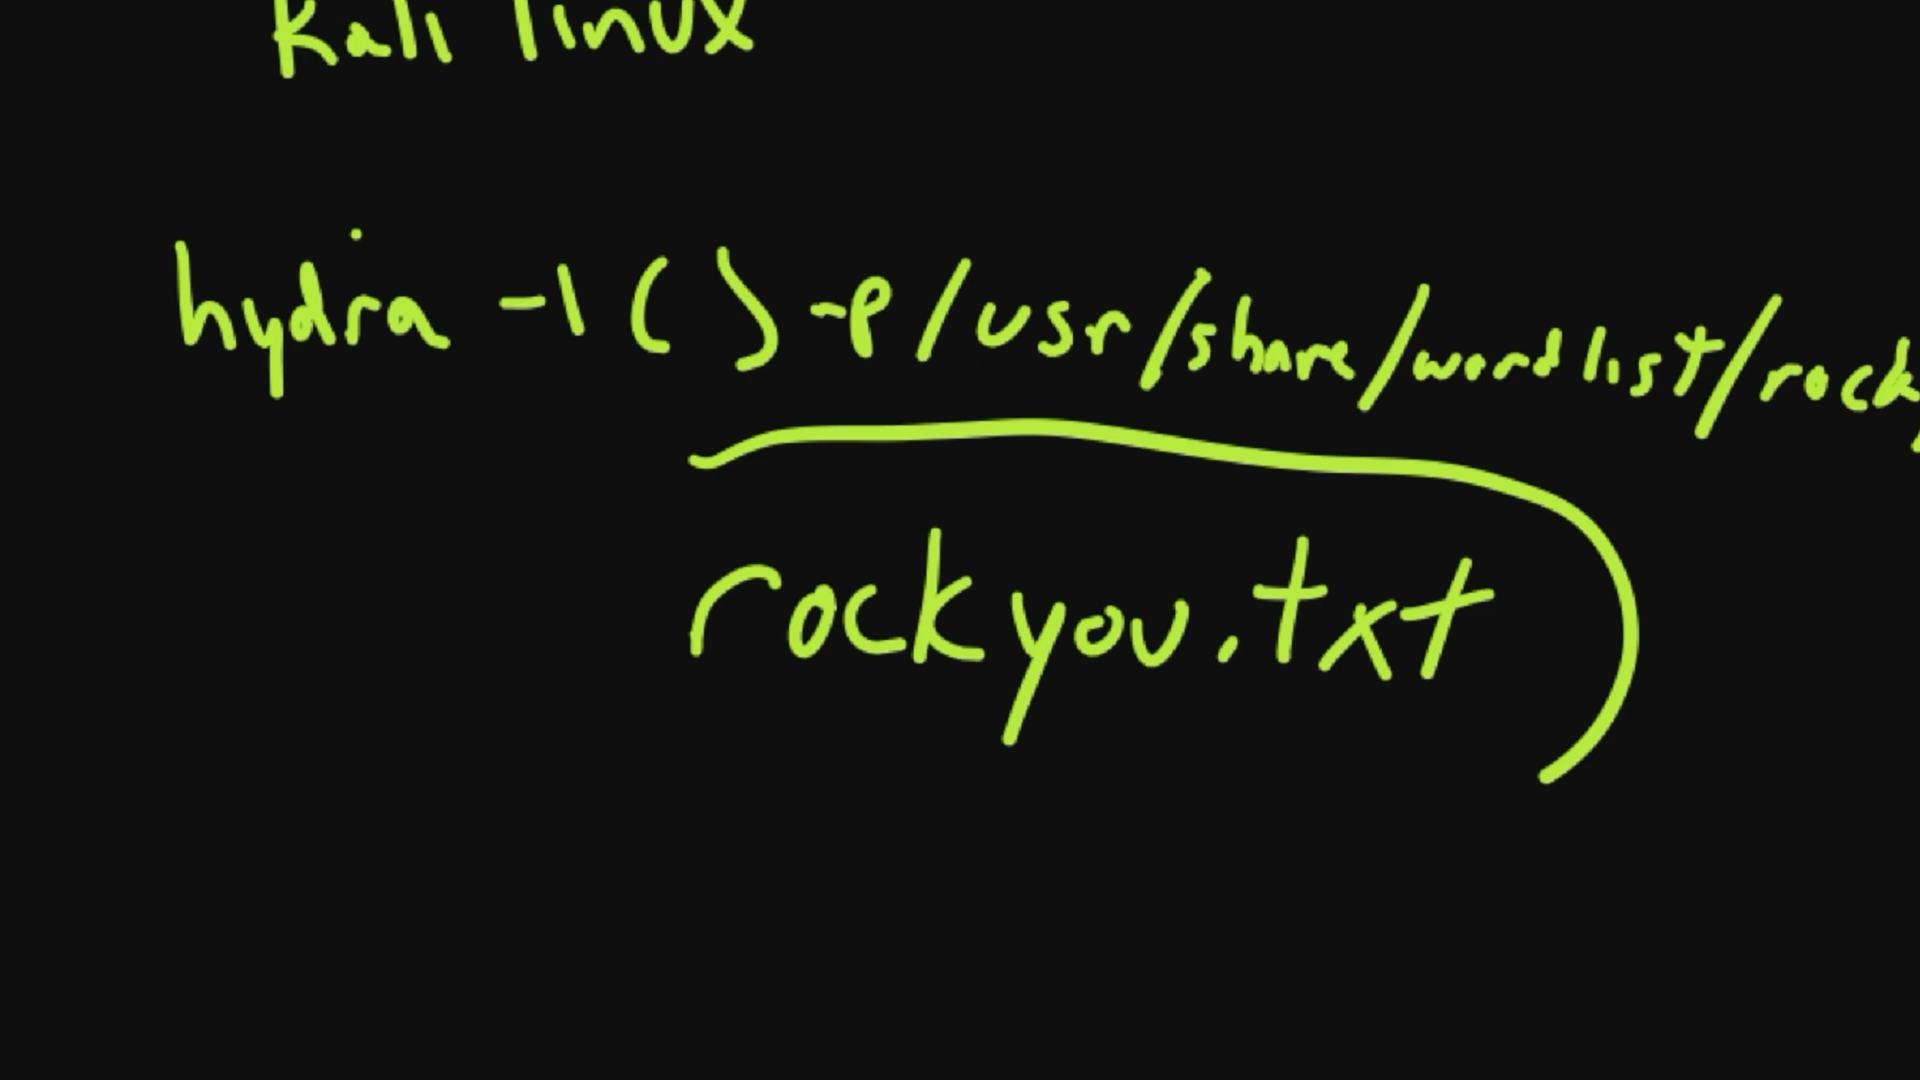 kali linux
hydra -l ( ) -P /usr/share/wordlist/rock
rockyou.txt